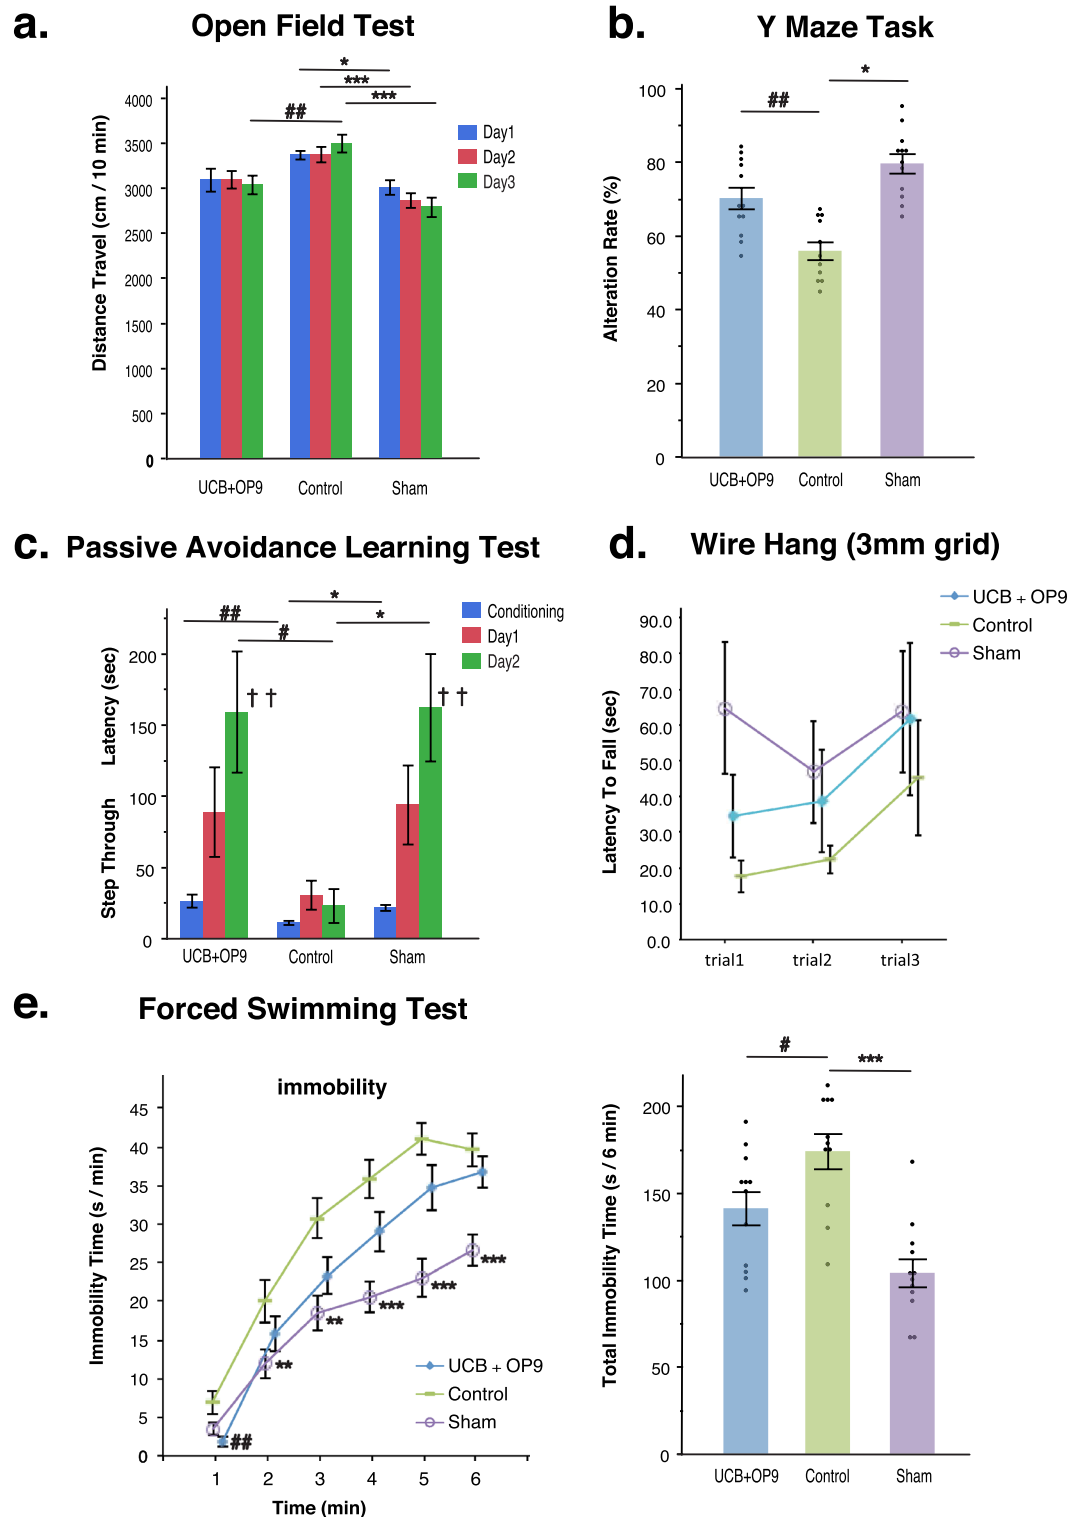 a.
Open Field Test
*
***
***
##
4000
3500
3000
2500
2000
1500
1000
500
0
Distance Travel (cm / 10 min)
Day1
Day2
Day3
UCB+OP9
Control
Sham
b.
Y Maze Task
*
##
100
80
60
40
20
0
Alteration Rate (%)
UCB+OP9
Control
Sham
c.
Passive Avoidance Learning Test
*
##
*
#
Conditioning
Day1
Day2
200
150
100
50
0
Step Through Latency (sec)
† †
† †
UCB+OP9
Control
Sham
d.
Wire Hang (3mm grid)
UCB + OP9
Control
Sham
90.0
80.0
70.0
60.0
50.0
40.0
30.0
20.0
10.0
0.0
Latency To Fall (sec)
trial1
trial2
trial3
e.
Forced Swimming Test
immobility
45
40
35
30
25
20
15
10
5
0
Immobility Time (s / min)
***
***
***
**
**
##
UCB + OP9
Control
Sham
1
2
3
4
5
6
Time (min)
#
***
200
150
100
50
0
Total Immobility Time (s / 6 min)
UCB+OP9
Control
Sham